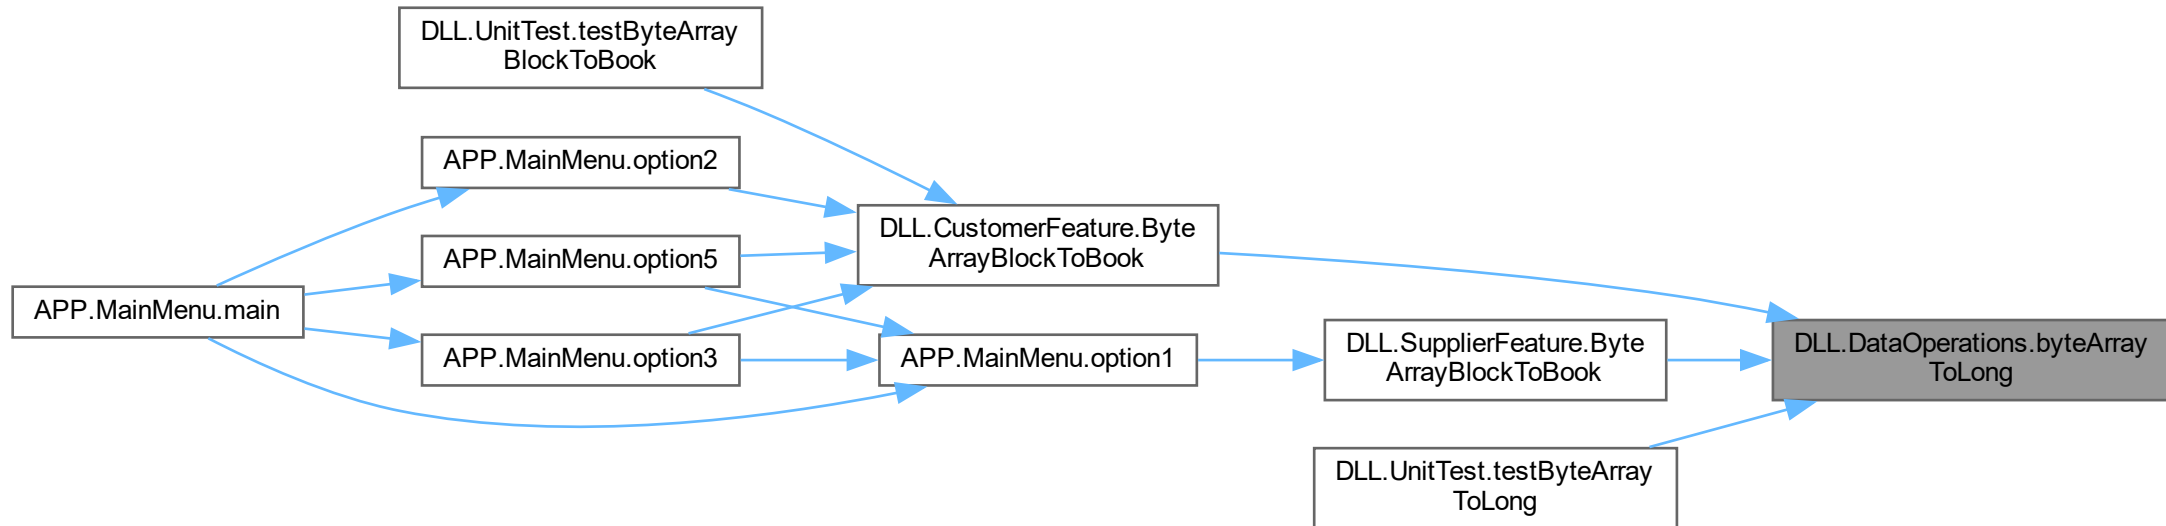 DLL.UnitTest.testByteArray
BlockToBook
APP.MainMenu.option2
DLL.CustomerFeature.Byte
ArrayBlockToBook
APP.MainMenu.option5
APP.MainMenu.main
APP.MainMenu.option3
APP.MainMenu.option1
DLL.SupplierFeature.Byte
ArrayBlockToBook
DLL.DataOperations.byteArray
ToLong
DLL.UnitTest.testByteArray
ToLong